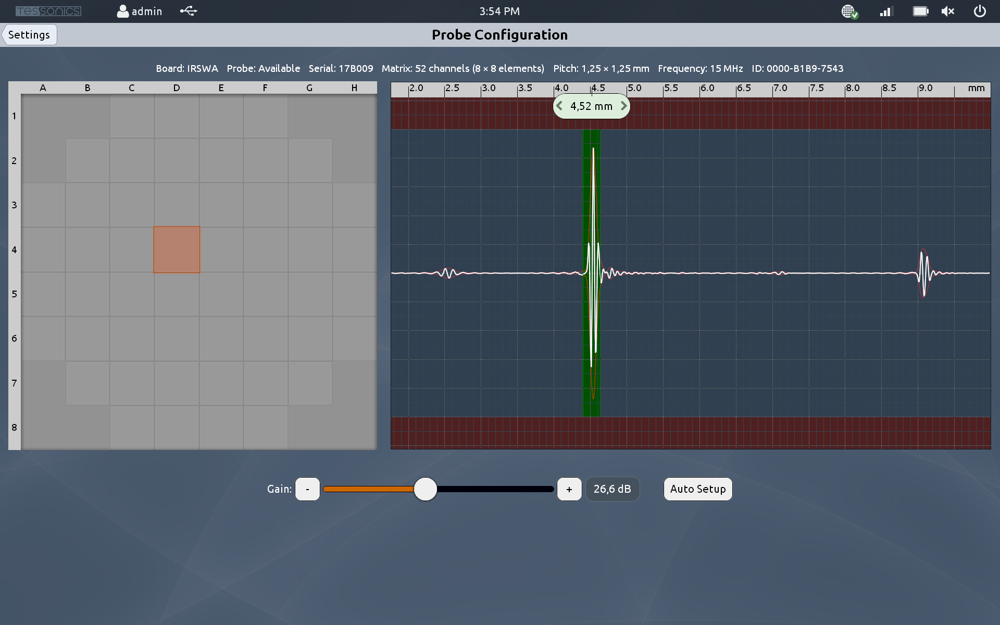 Tessonics admin 3:54 PM
Settings Probe Configuration
Board: IRSWA Probe: Available Serial: 17B009 Matrix: 52 channels (8 × 8 elements) Pitch: 1,25 × 1,25 mm Frequency: 15 MHz ID: 0000-B1B9-7543
A B C D E F G H
1
2
3
4
5
6
7
8
2.0 2.5 3.0 3.5 4.0 4.5 5.0 5.5 6.0 6.5 7.0 7.5 8.0 8.5 9.0 mm
4,52 mm
Gain: - + 26,6 dB Auto Setup